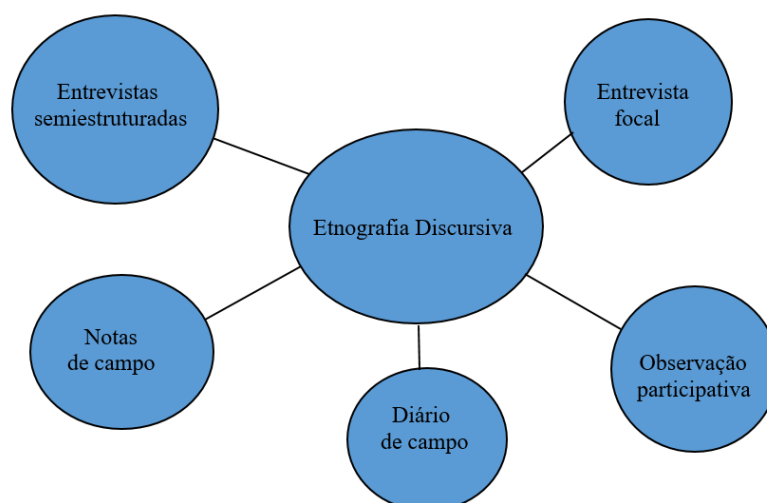 Entrevistas
semiestruturadas
Entrevista
focal
Etnografia Discursiva
Notas
de campo
Diário
de campo
Observação
participativa